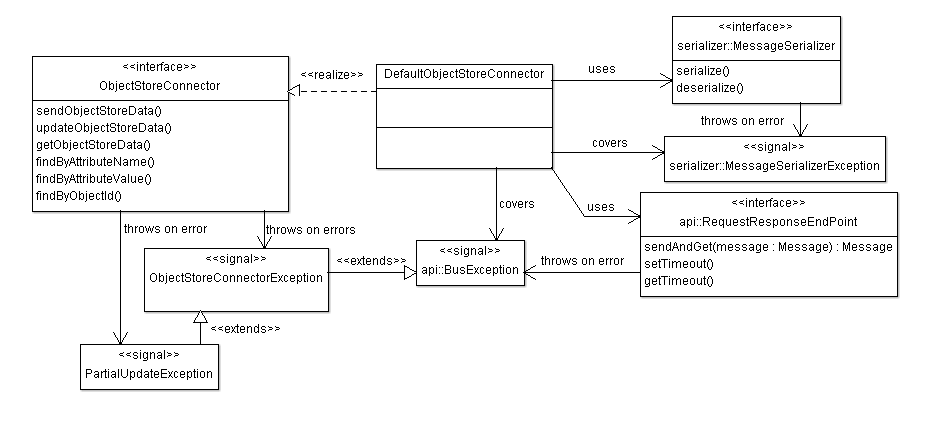 <<interface>>
serializer::MessageSerializer
serialize()
deserialize()
<<interface>>
ObjectStoreConnector
sendObjectStoreData()
updateObjectStoreData()
getObjectStoreData()
findByAttributeName()
findByAttributeValue()
findByObjectId()
<<realize>>
DefaultObjectStoreConnector
uses
throws on error
covers
<<signal>>
serializer::MessageSerializerException
covers
uses
<<interface>>
api::RequestResponseEndPoint
sendAndGet(message : Message) : Message
setTimeout()
getTimeout()
throws on error
throws on errors
<<signal>>
ObjectStoreConnectorException
<<extends>>
<<signal>>
api::BusException
throws on error
<<extends>>
<<signal>>
PartialUpdateException